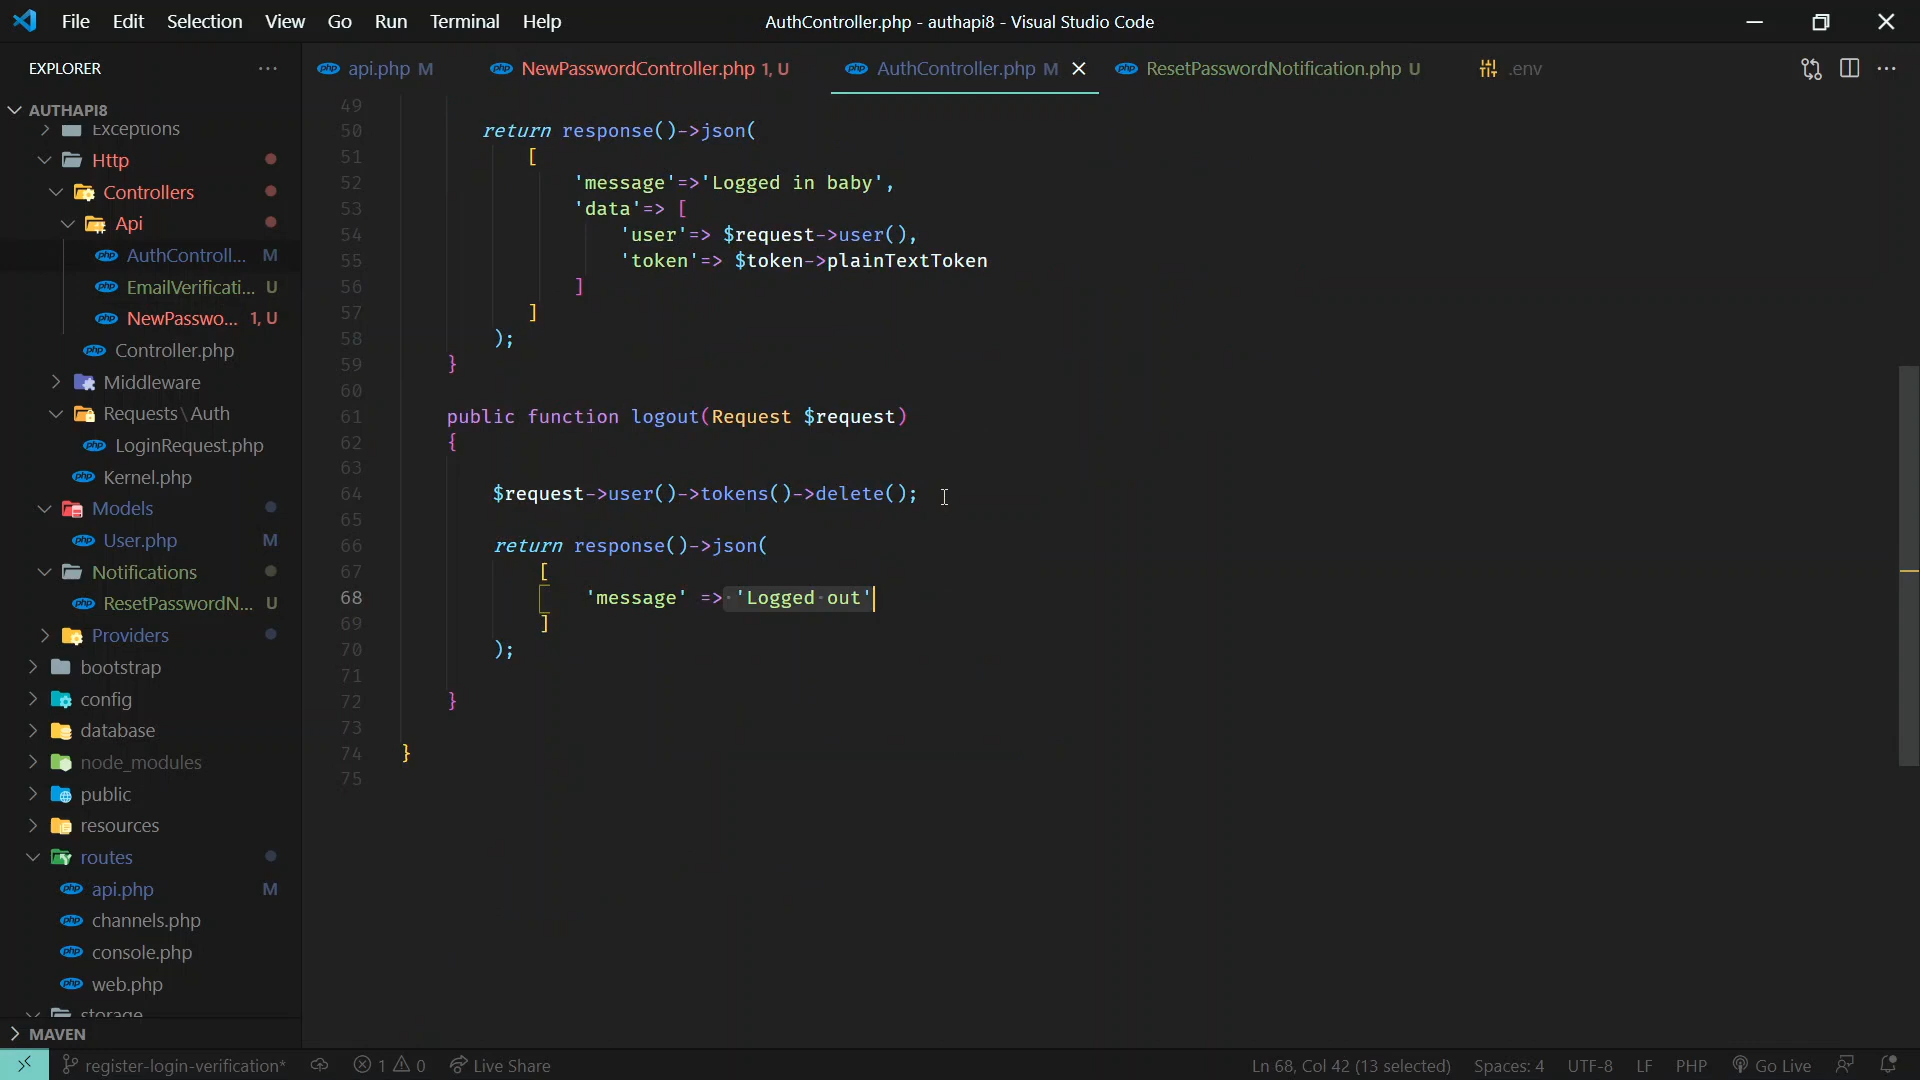 File Edit Selection View Go Run Terminal Help
AuthController.php - authapi8 - Visual Studio Code
EXPLORER
AUTHAPI8
Exceptions
Http
Controllers
Api
AuthControll... M
EmailVerificati... U
NewPasswo... 1, U
Controller.php
Middleware
Requests \ Auth
LoginRequest.php
Kernel.php
Models
User.php M
Notifications
ResetPasswordN... U
Providers
bootstrap
config
database
node_modules
public
resources
routes
api.php M
channels.php
console.php
web.php
storage
MAVEN
api.php M
NewPasswordController.php 1, U
AuthController.php M
ResetPasswordNotification.php U
.env
49
50 return response()->json(
51 [
52 'message'=>'Logged in baby',
53 'data'=> [
54 'user'=> $request->user(),
55 'token'=> $token->plainTextToken
56 ]
57 ]
58 );
59 }
60
61 public function logout(Request $request)
62 {
63
64 $request->user()->tokens()->delete();
65
66 return response()->json(
67 [
68 'message' => 'Logged out'
69 ]
70 );
71
72 }
73
74 }
75
register-login-verification* 1 0 Live Share
Ln 68, Col 42 (13 selected) Spaces: 4 UTF-8 LF PHP Go Live